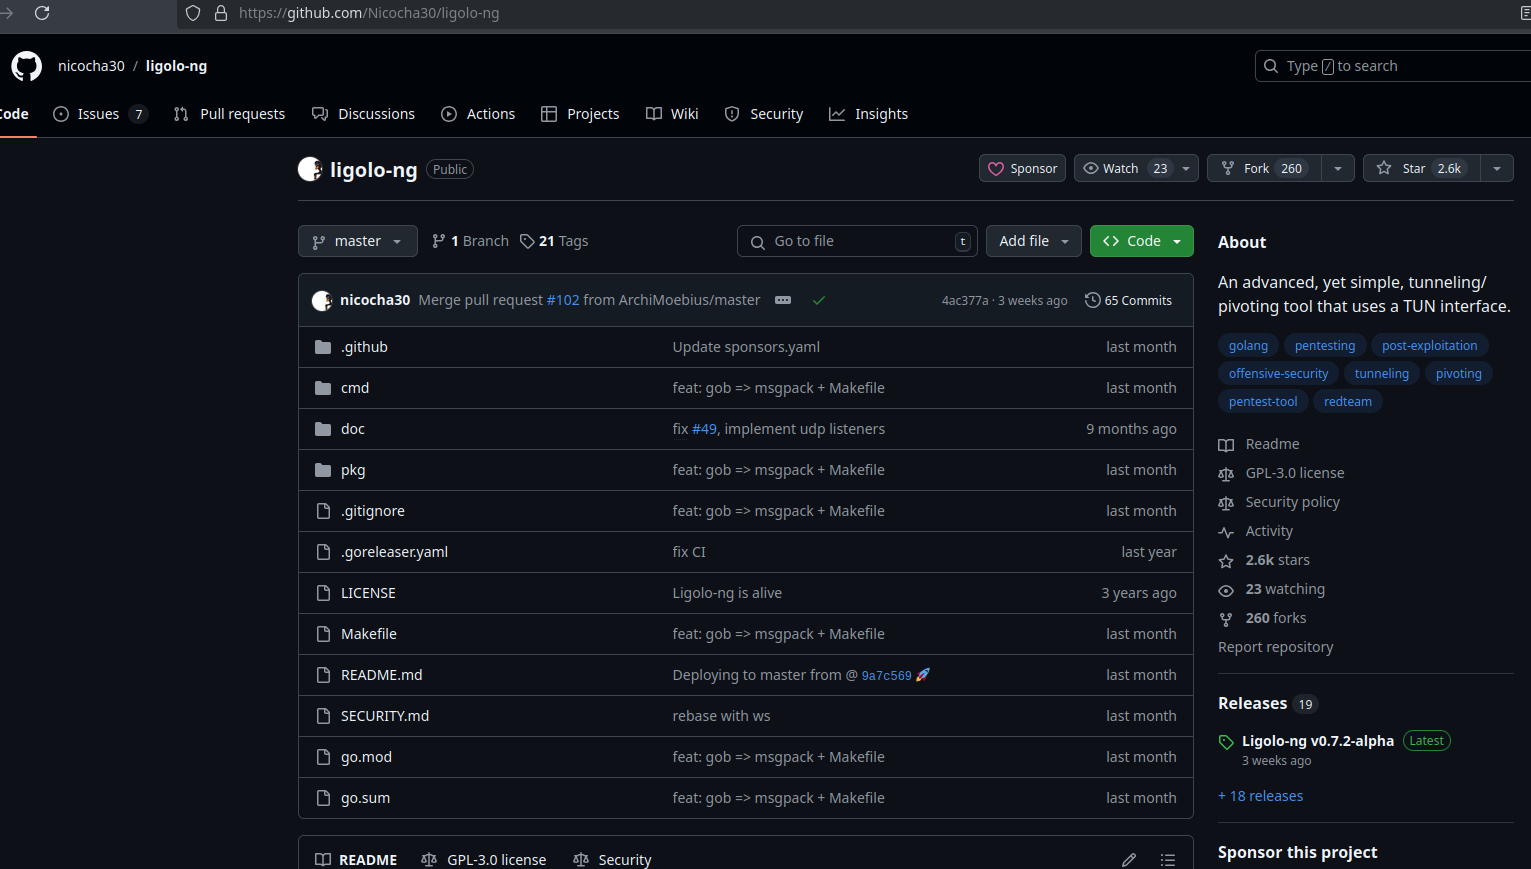 https://github.com/Nicocha30/ligolo-ng
nicocha30 / ligolo-ng
Type / to search
Code Issues 7 Pull requests Discussions Actions Projects Wiki Security Insights
ligolo-ng Public
Sponsor Watch 23 Fork 260 Star 2.6k
master 1 Branch 21 Tags Go to file t Add file Code
nicocha30 Merge pull request #102 from ArchiMoebius/master 4ac377a · 3 weeks ago 65 Commits
.github Update sponsors.yaml last month
cmd feat: gob => msgpack + Makefile last month
doc fix #49, implement udp listeners 9 months ago
pkg feat: gob => msgpack + Makefile last month
.gitignore feat: gob => msgpack + Makefile last month
.goreleaser.yaml fix CI last year
LICENSE Ligolo-ng is alive 3 years ago
Makefile feat: gob => msgpack + Makefile last month
README.md Deploying to master from @ 9a7c569 🚀 last month
SECURITY.md rebase with ws last month
go.mod feat: gob => msgpack + Makefile last month
go.sum feat: gob => msgpack + Makefile last month
README GPL-3.0 license Security
About
An advanced, yet simple, tunneling/
pivoting tool that uses a TUN interface.
golang pentesting post-exploitation
offensive-security tunneling pivoting
pentest-tool redteam
Readme
GPL-3.0 license
Security policy
Activity
2.6k stars
23 watching
260 forks
Report repository
Releases 19
Ligolo-ng v0.7.2-alpha Latest
3 weeks ago
+ 18 releases
Sponsor this project